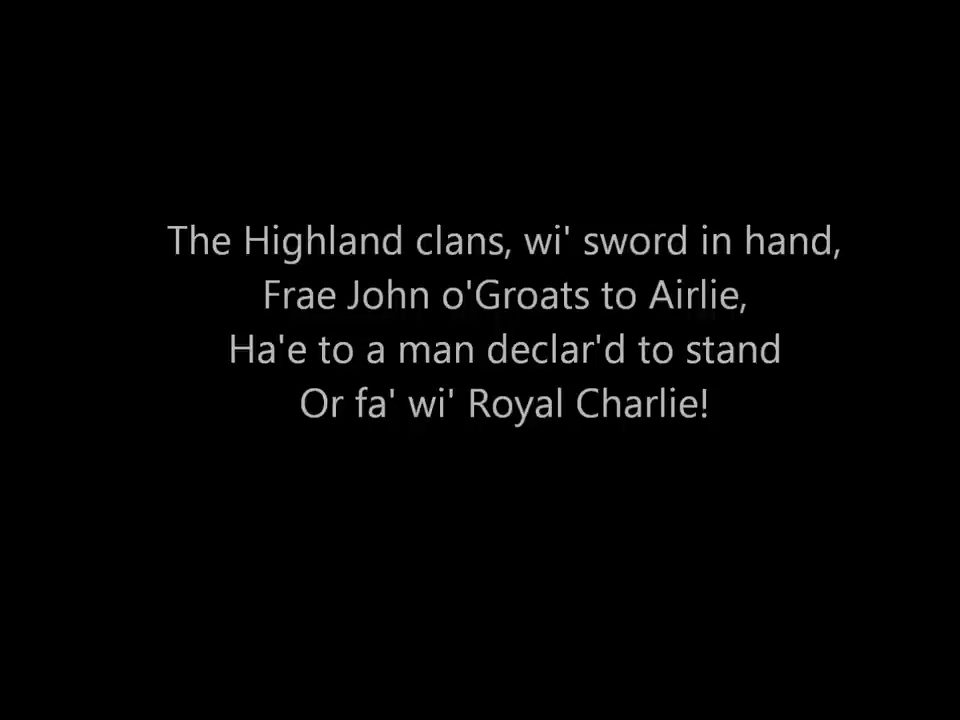 The Highland clans, wi' sword in hand,
Frae John o'Groats to Airlie,
Ha'e to a man declar'd to stand
Or fa' wi' Royal Charlie!